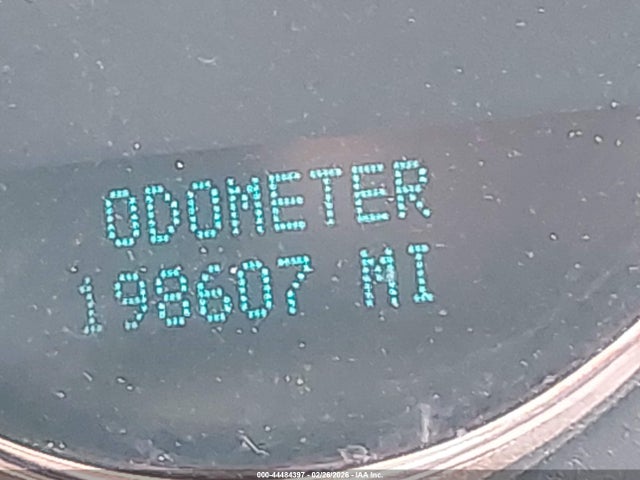 ODOMETER
198607 MI
000-44484397 - 02/26/2026 - IAA Inc.